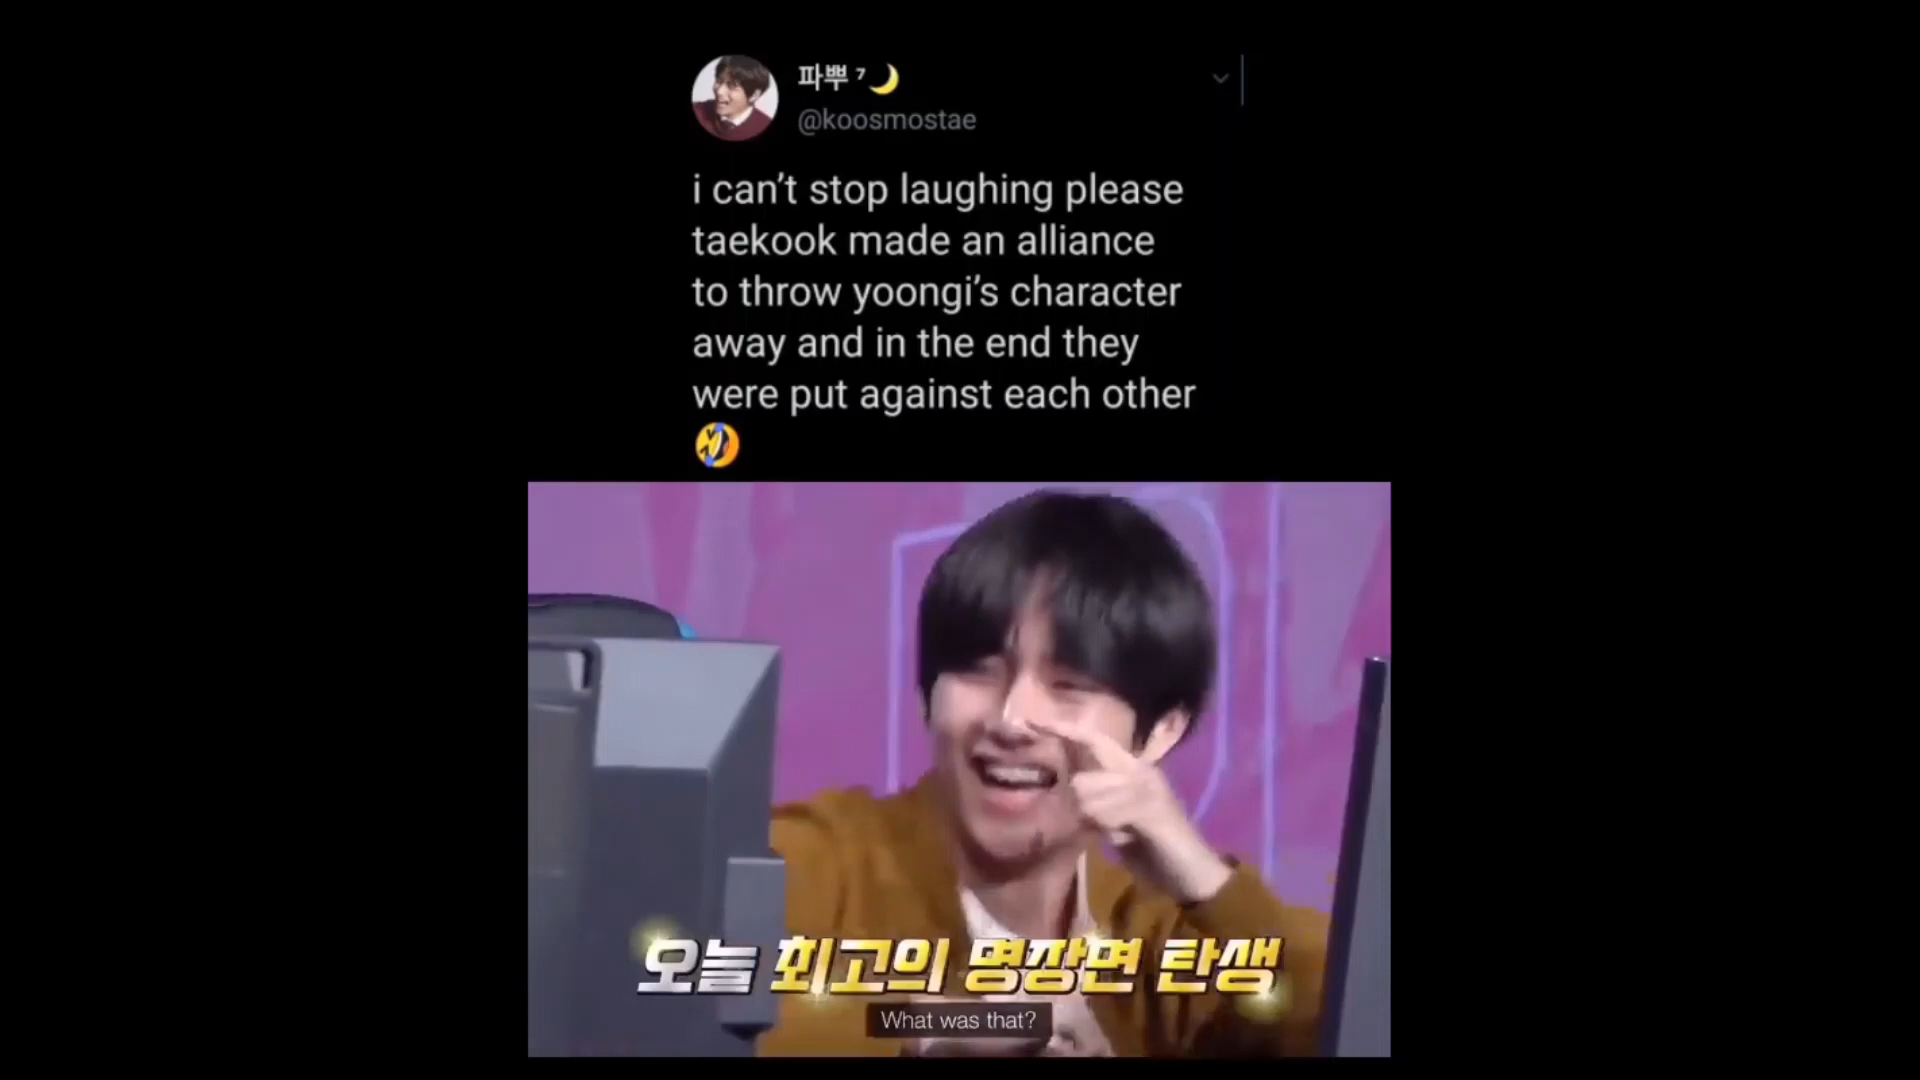 파뿌 ⁷🌙
@koosmostae
i can’t stop laughing please
taekook made an alliance
to throw yoongi’s character
away and in the end they
were put against each other
🤣
오늘 최고의 명장면 탄생
What was that?